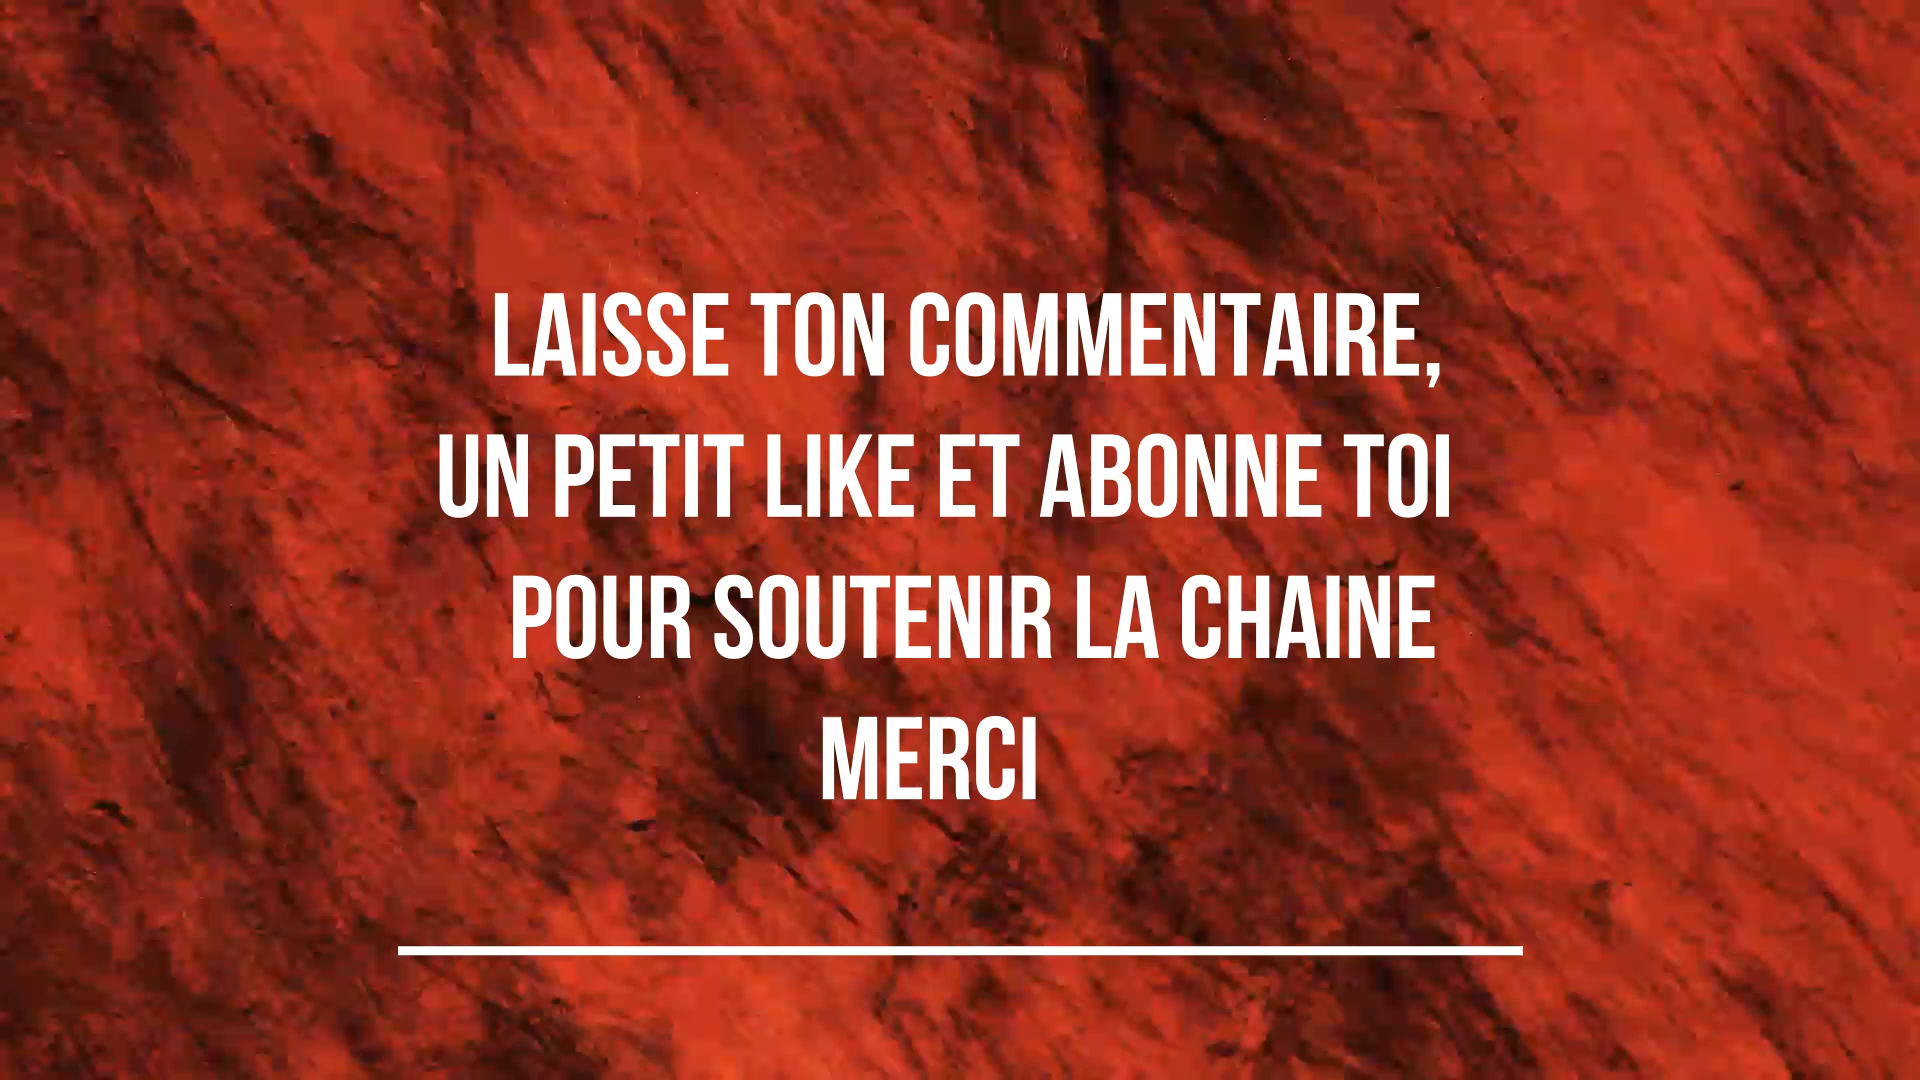 LAISSE TON COMMENTAIRE,
UN PETIT LIKE ET ABONNE TOI
POUR SOUTENIR LA CHAINE
MERCI